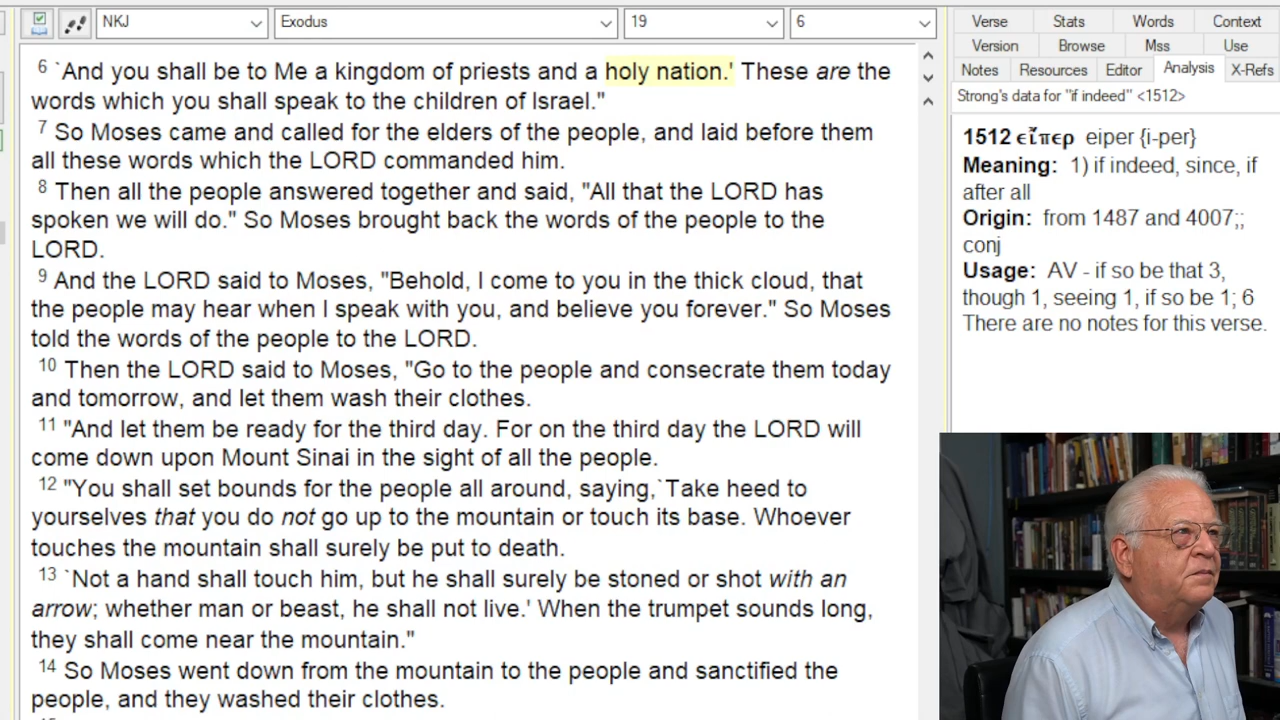 NKJ Exodus 19 6
6 `And you shall be to Me a kingdom of priests and a holy nation.' These are the
words which you shall speak to the children of Israel."
7 So Moses came and called for the elders of the people, and laid before them
all these words which the LORD commanded him.
8 Then all the people answered together and said, "All that the LORD has
spoken we will do." So Moses brought back the words of the people to the
LORD.
9 And the LORD said to Moses, "Behold, I come to you in the thick cloud, that
the people may hear when I speak with you, and believe you forever." So Moses
told the words of the people to the LORD.
10 Then the LORD said to Moses, "Go to the people and consecrate them today
and tomorrow, and let them wash their clothes.
11 "And let them be ready for the third day. For on the third day the LORD will
come down upon Mount Sinai in the sight of all the people.
12 "You shall set bounds for the people all around, saying,`Take heed to
yourselves that you do not go up to the mountain or touch its base. Whoever
touches the mountain shall surely be put to death.
13 `Not a hand shall touch him, but he shall surely be stoned or shot with an
arrow; whether man or beast, he shall not live.' When the trumpet sounds long,
they shall come near the mountain."
14 So Moses went down from the mountain to the people and sanctified the
people, and they washed their clothes.
Verse Stats Words Context
Version Browse Mss Use
Notes Resources Editor Analysis X-Refs
Strong's data for "if indeed" <1512>
1512 εἴπερ eiper {i-per}
Meaning: 1) if indeed, since, if
after all
Origin: from 1487 and 4007;;
conj
Usage: AV - if so be that 3,
though 1, seeing 1, if so be 1; 6
There are no notes for this verse.